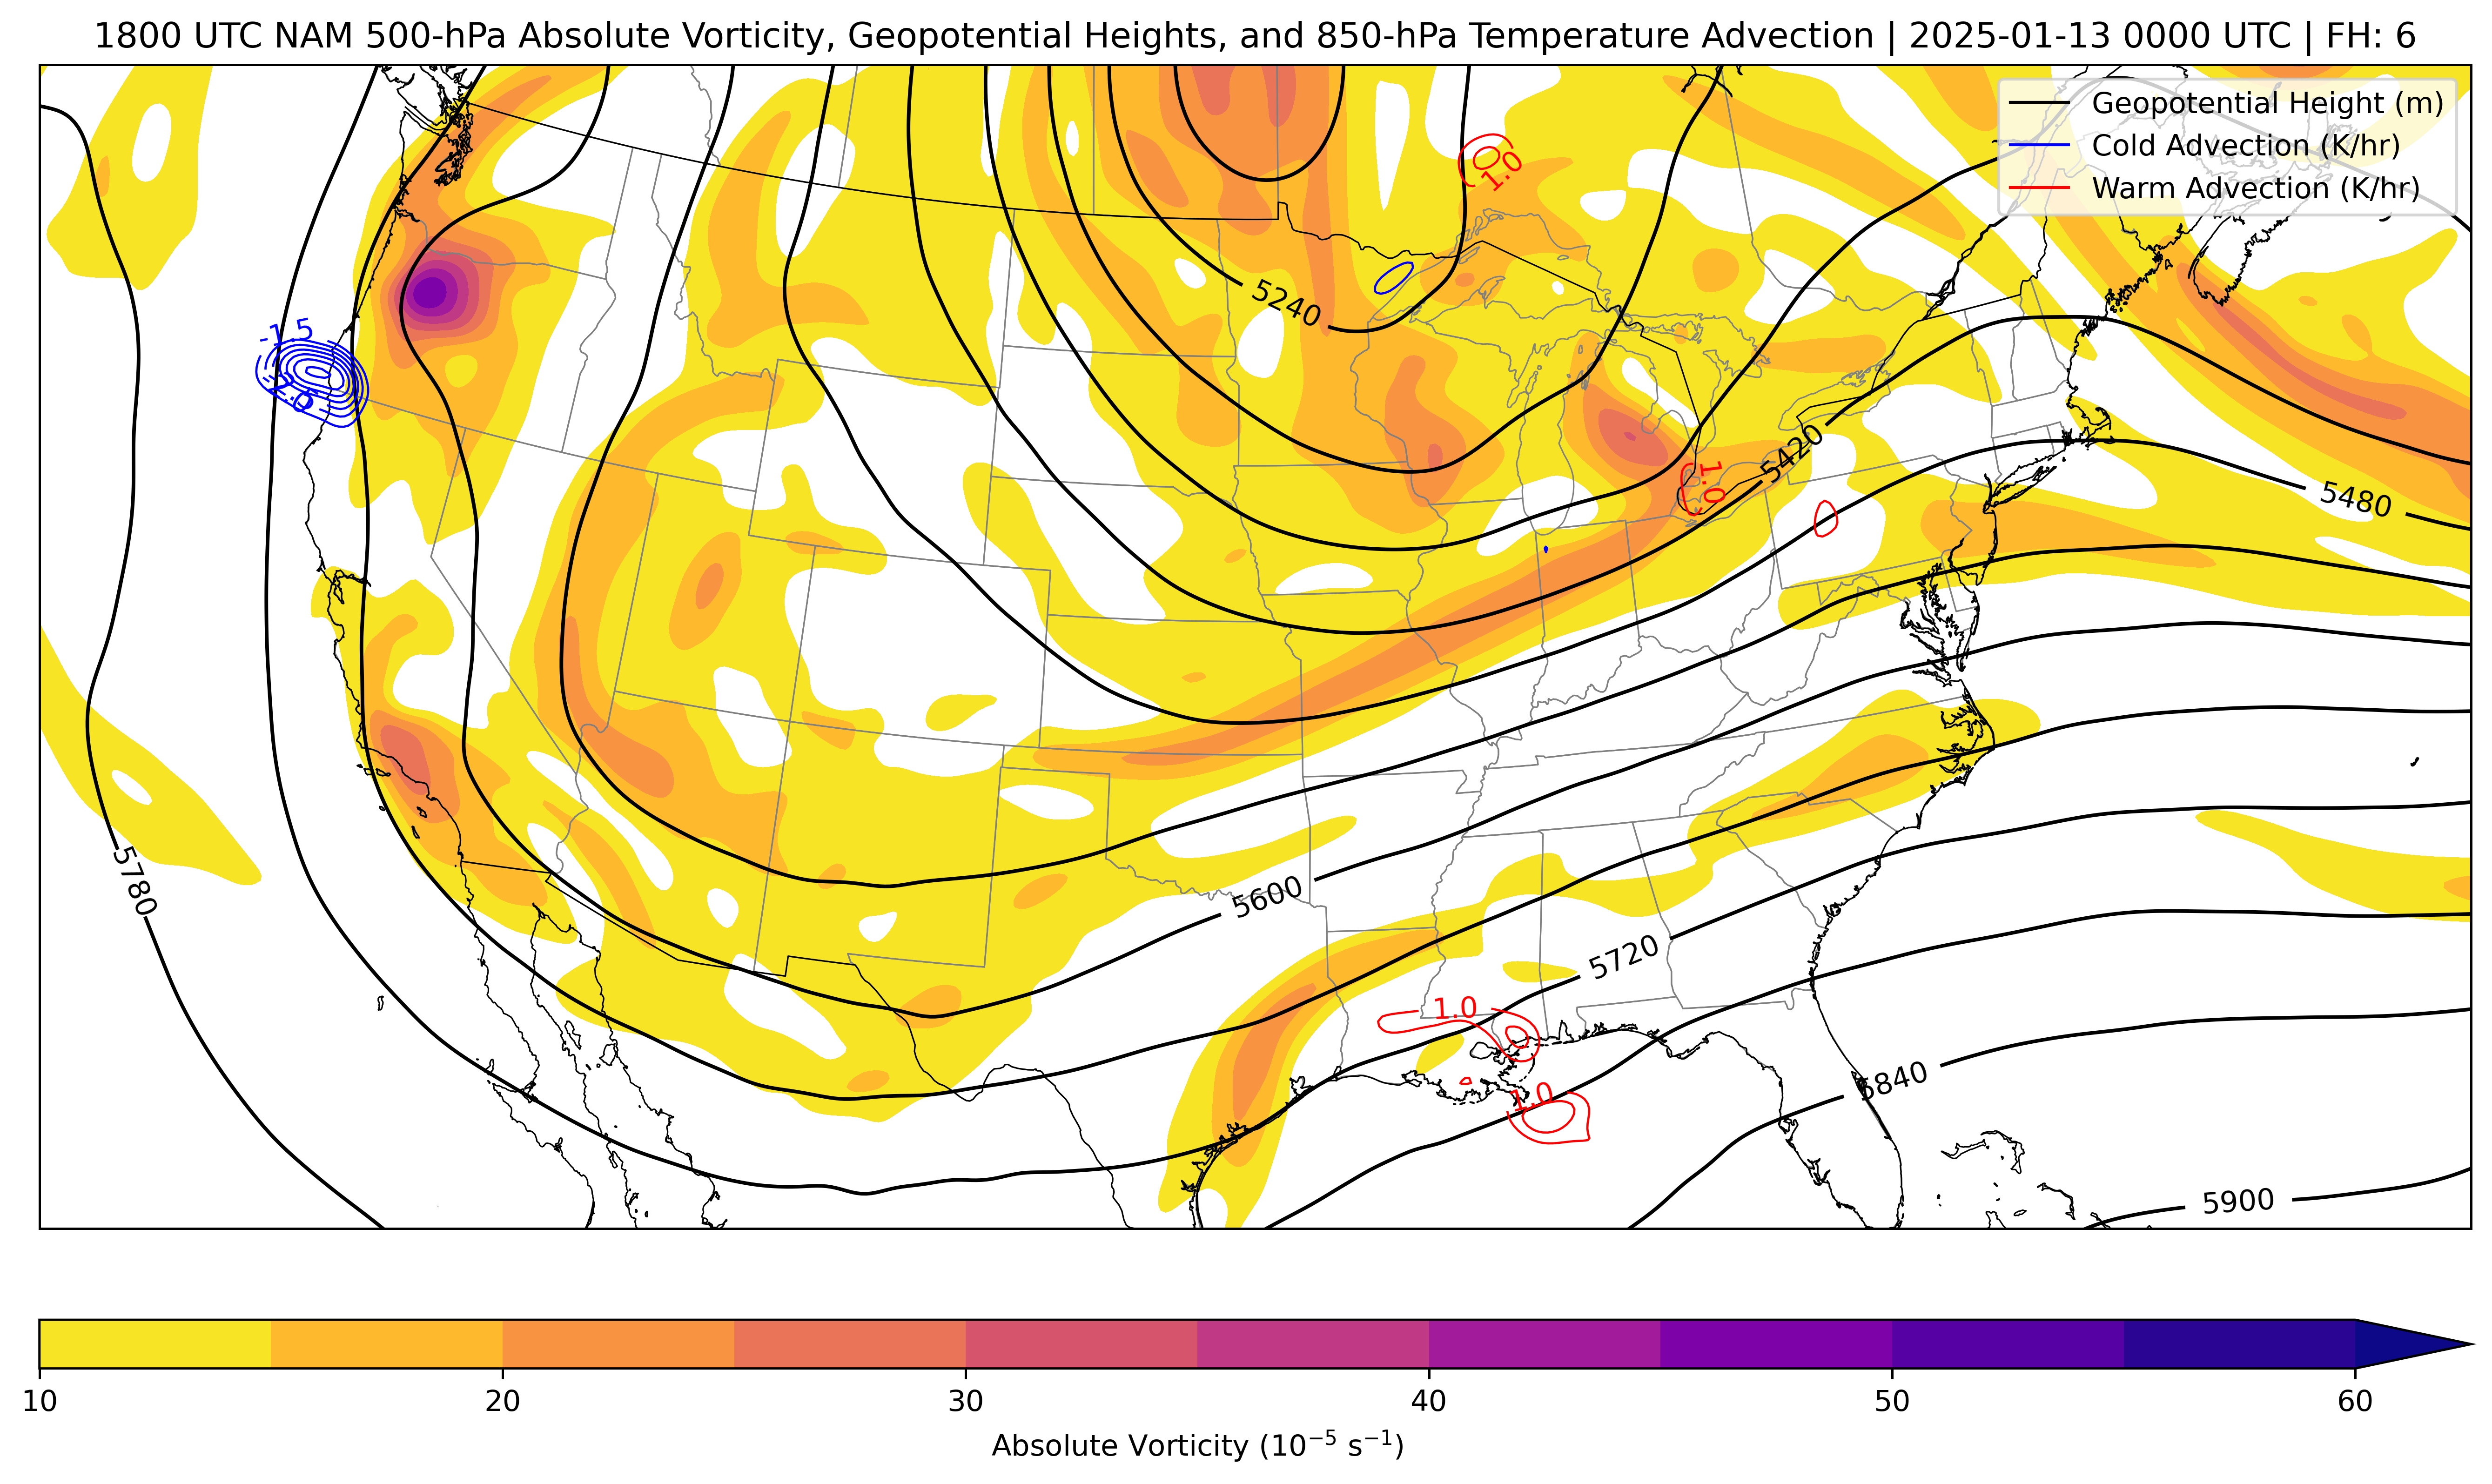 1800 UTC NAM 500-hPa Absolute Vorticity, Geopotential Heights, and 850-hPa Temperature Advection | 2025-01-13 0000 UTC | FH: 6
Geopotential Height (m)
Cold Advection (K/hr)
Warm Advection (K/hr)
1.0
5240
-1.5
1.0
5420
5480
5780
5600
5720
1.0
1.0
5840
5900
10 20 30 40 50 60
Absolute Vorticity (10⁻⁵ s⁻¹)